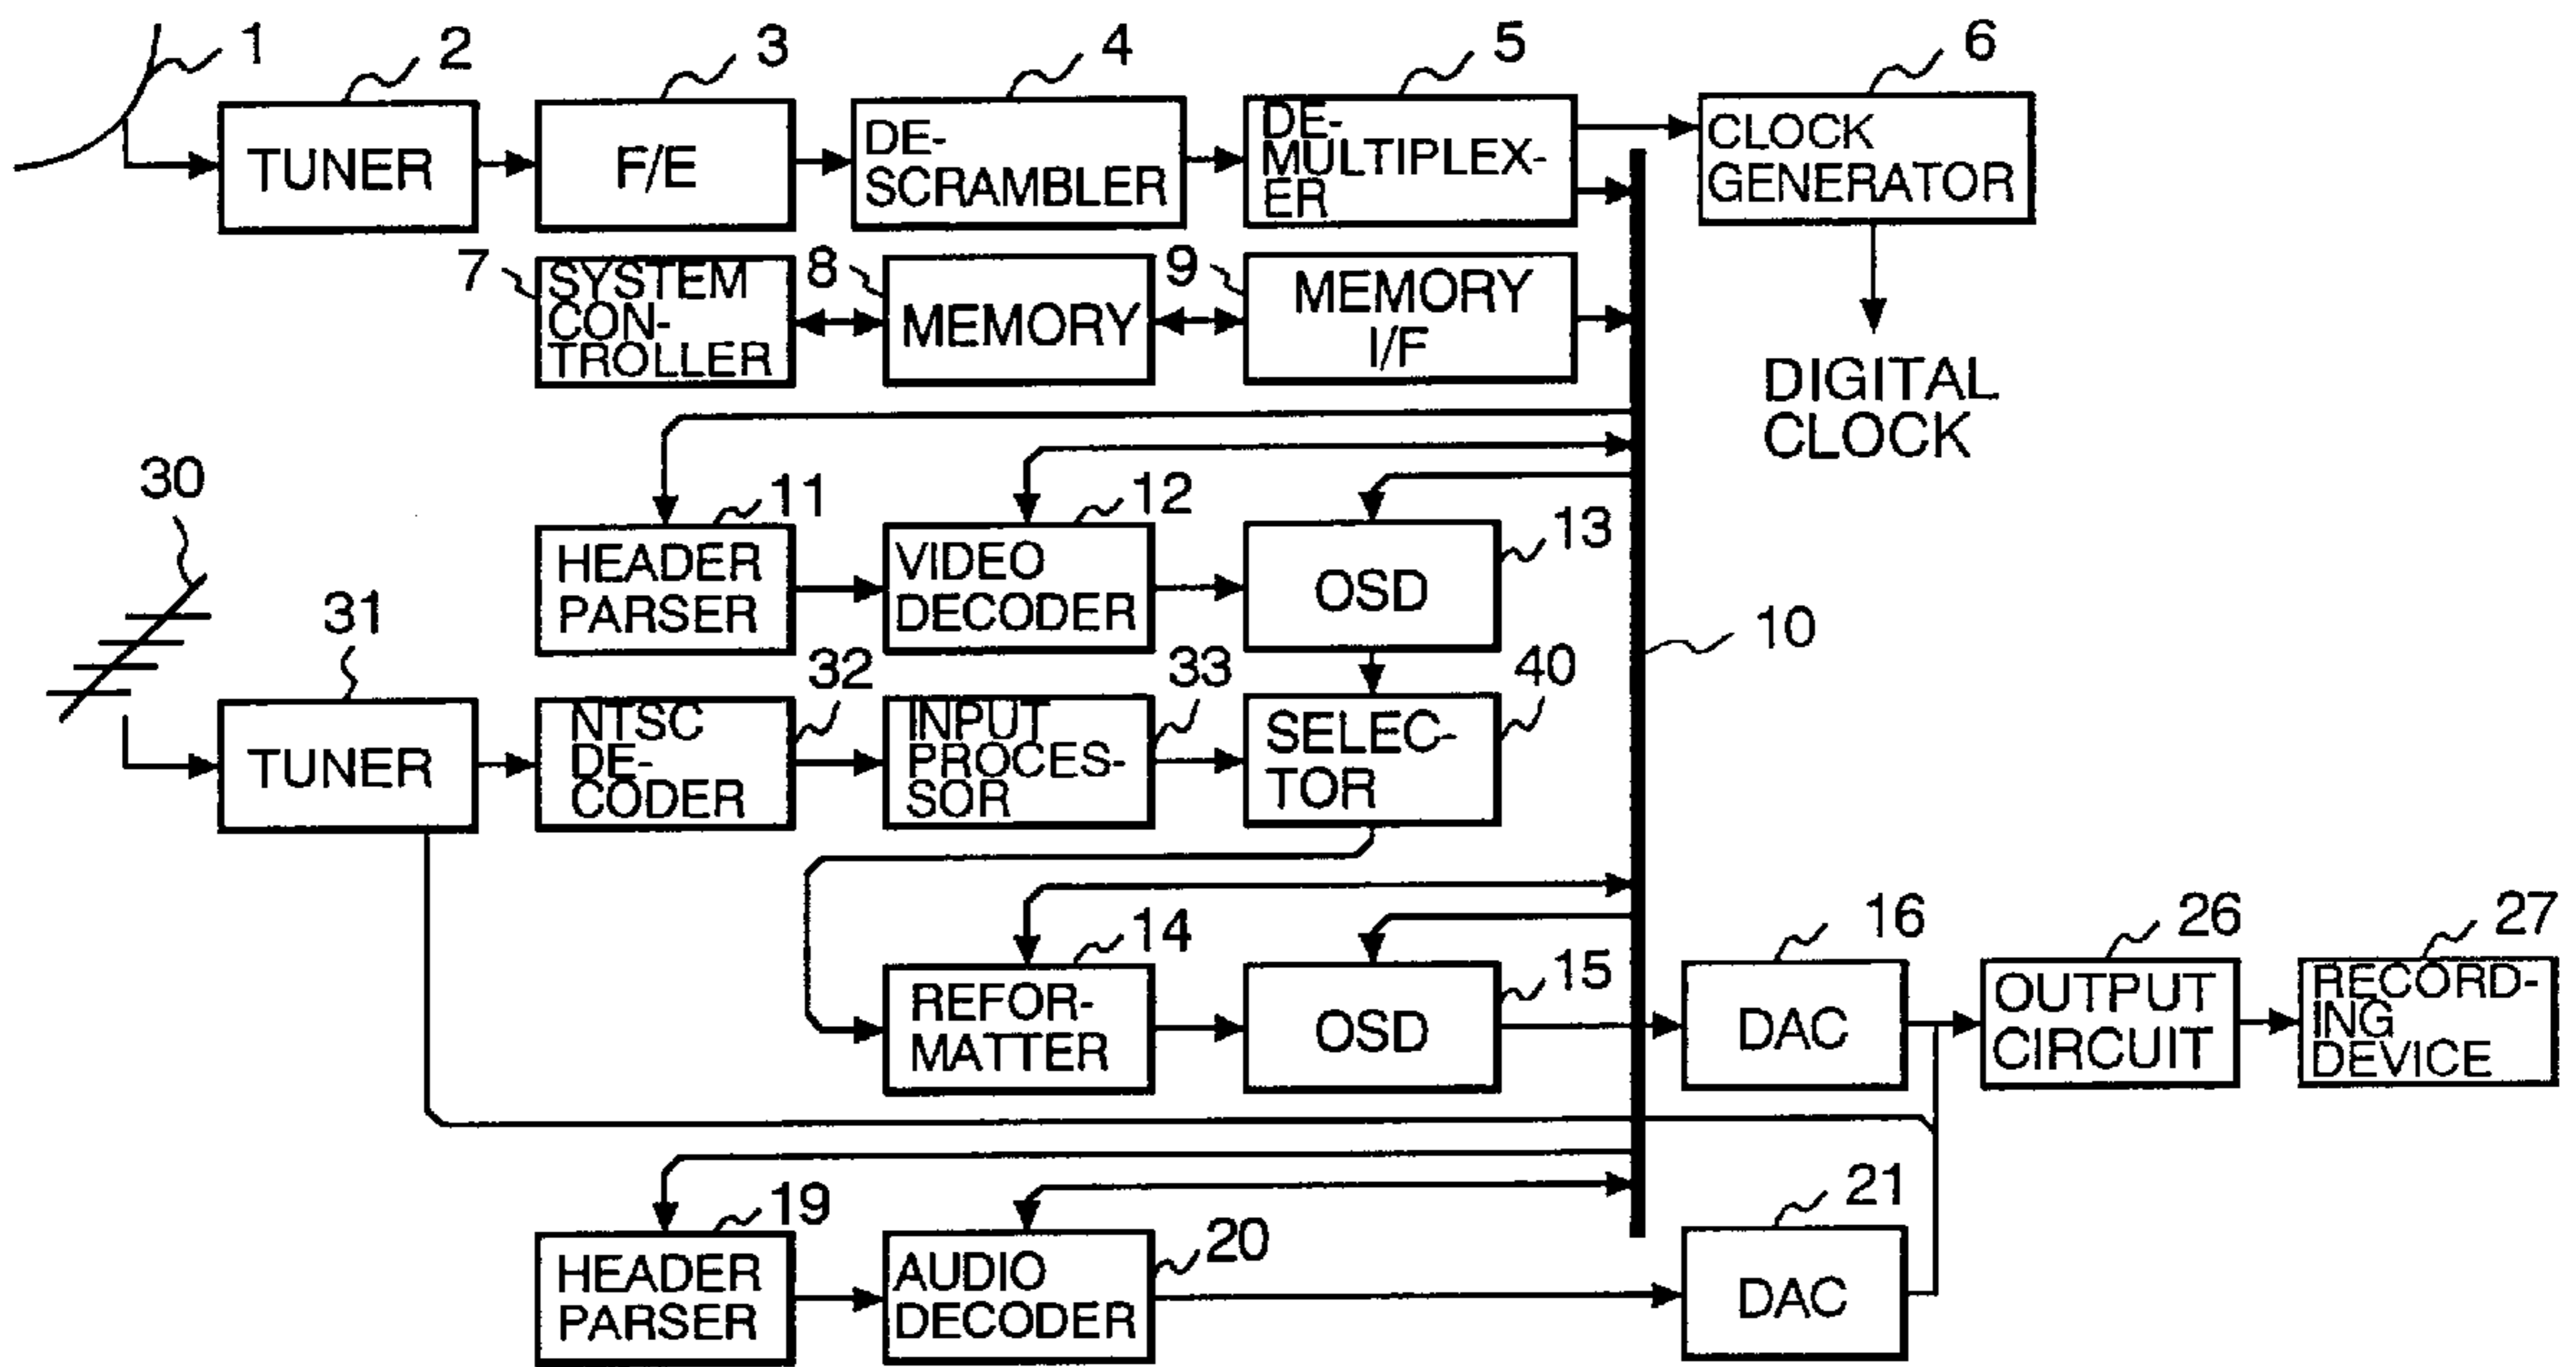 1
2
3
4
5
6
TUNER
F/E
DE-
SCRAMBLER
DE-
MULTIPLEX-
ER
CLOCK
GENERATOR
7
SYSTEM
CON-
TROLLER
8
MEMORY
9
MEMORY
I/F
DIGITAL
CLOCK
30
11
HEADER
PARSER
12
VIDEO
DECODER
13
OSD
10
31
TUNER
32
NTSC
DE-
CODER
33
INPUT
PROCES-
SOR
40
SELEC-
TOR
14
REFOR-
MATTER
15
OSD
16
DAC
26
OUTPUT
CIRCUIT
27
RECORD-
ING
DEVICE
19
HEADER
PARSER
20
AUDIO
DECODER
21
DAC